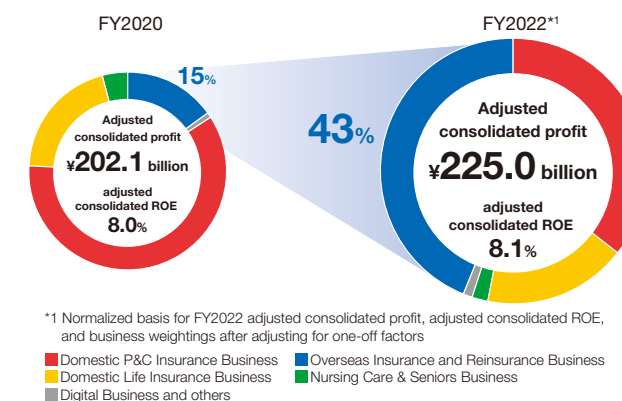 FY2020
15%
Adjusted
consolidated profit
¥202.1 billion
adjusted
consolidated ROE
8.0%
43%
FY2022*1
Adjusted
consolidated profit
¥225.0 billion
adjusted
consolidated ROE
8.1%
*1 Normalized basis for FY2022 adjusted consolidated profit, adjusted consolidated ROE,
and business weightings after adjusting for one-off factors
Domestic P&C Insurance Business
Overseas Insurance and Reinsurance Business
Domestic Life Insurance Business
Nursing Care & Seniors Business
Digital Business and others